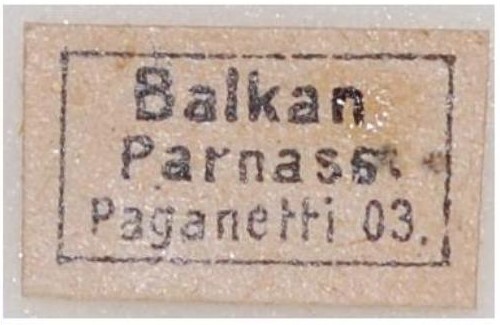 Balkan
Parnass
Paganetti 03.